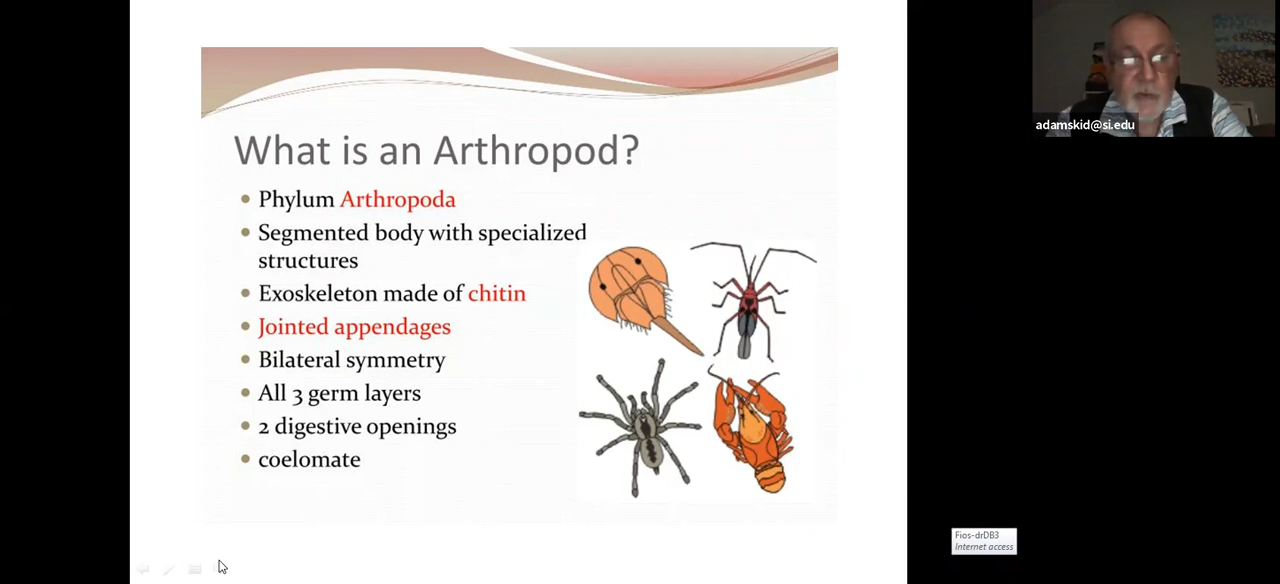 adamskid@si.edu
What is an Arthropod?
Phylum Arthropoda
Segmented body with specialized
structures
Exoskeleton made of chitin
Jointed appendages
Bilateral symmetry
All 3 germ layers
2 digestive openings
coelomate
Fios-drDB3
Internet access